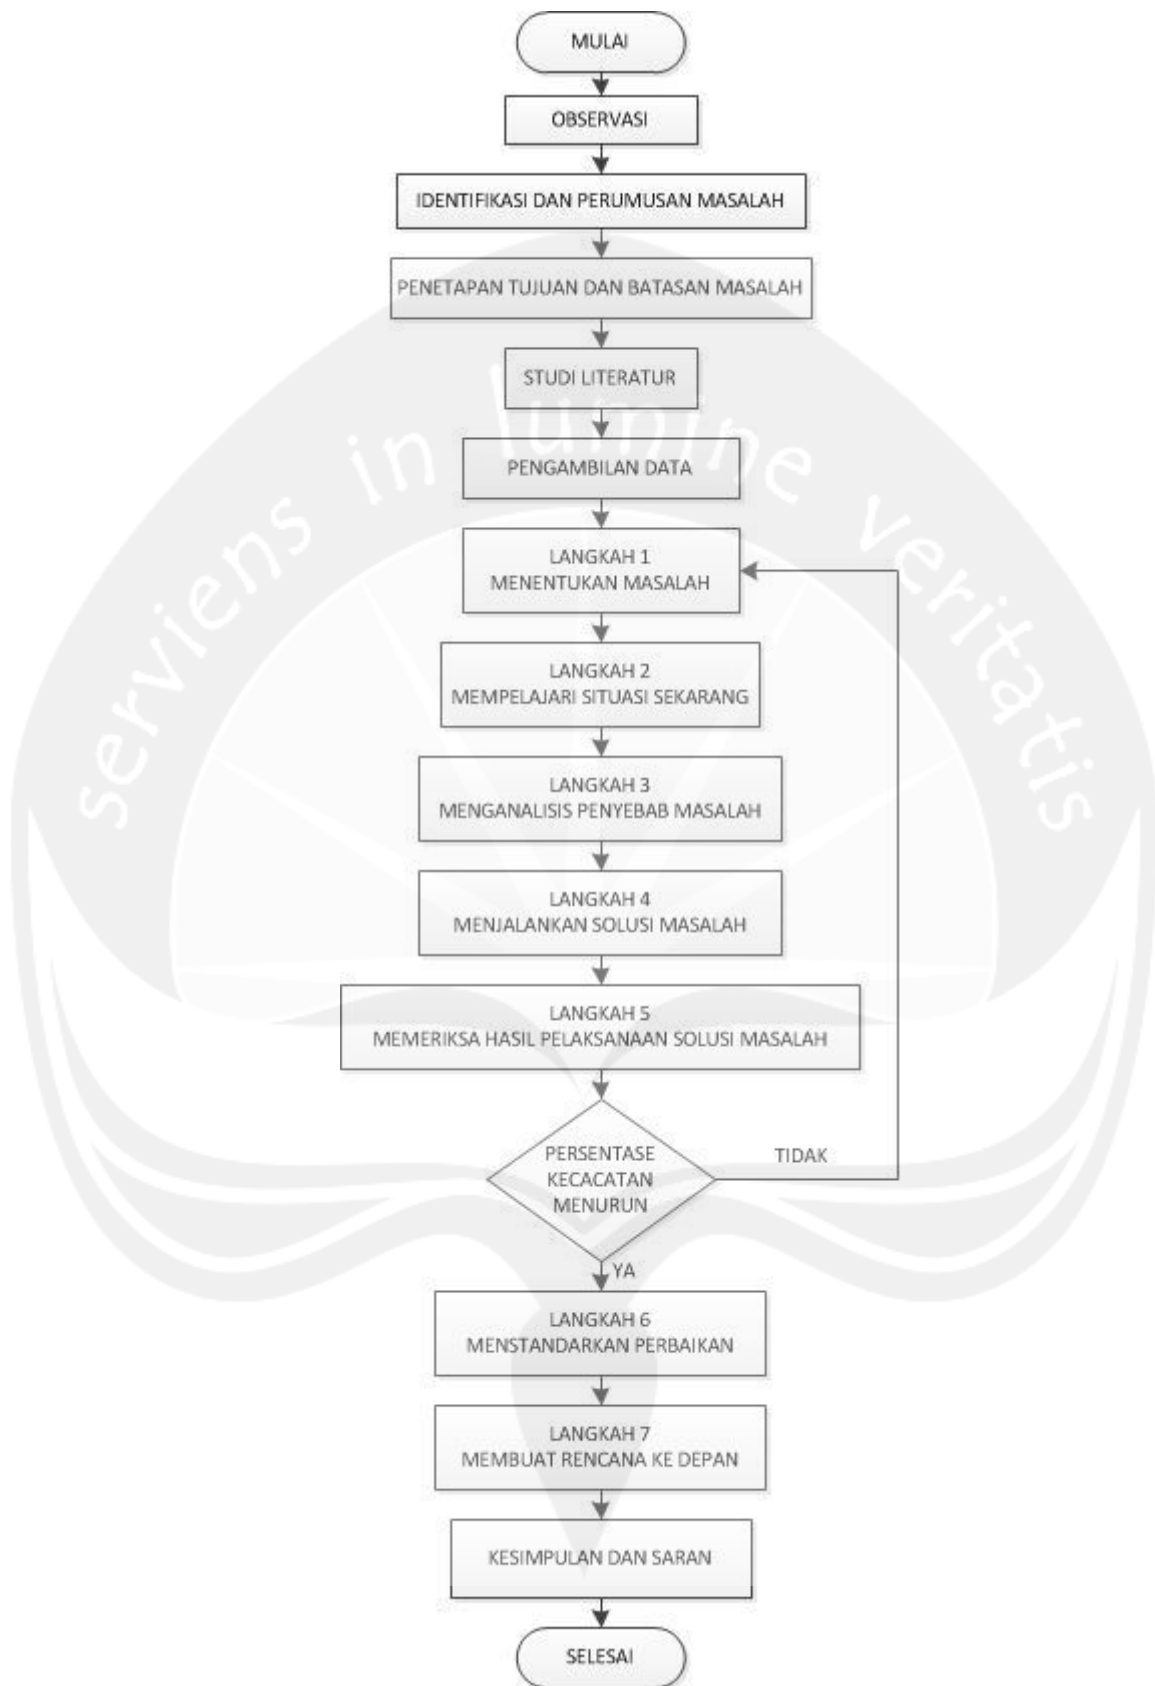 MULAI
OBSERVASI
IDENTIFIKASI DAN PERUMUSAN MASALAH
PENETAPAN TUJUAN DAN BATASAN MASALAH
STUDI LITERATUR
PENGAMBILAN DATA
LANGKAH 1
MENENTUKAN MASALAH
LANGKAH 2
MEMPELAJARI SITUASI SEKARANG
LANGKAH 3
MENGANALISIS PENYEBAB MASALAH
LANGKAH 4
MENJALANKAN SOLUSI MASALAH
LANGKAH 5
MEMERIKSA HASIL PELAKSANAAN SOLUSI MASALAH
PERSENTASE
KECACATAN
MENURUN
TIDAK
YA
LANGKAH 6
MENSTANDARKAN PERBAIKAN
LANGKAH 7
MEMBUAT RENCANA KE DEPAN
KESIMPULAN DAN SARAN
SELESAI
serviens in lumine veritatis